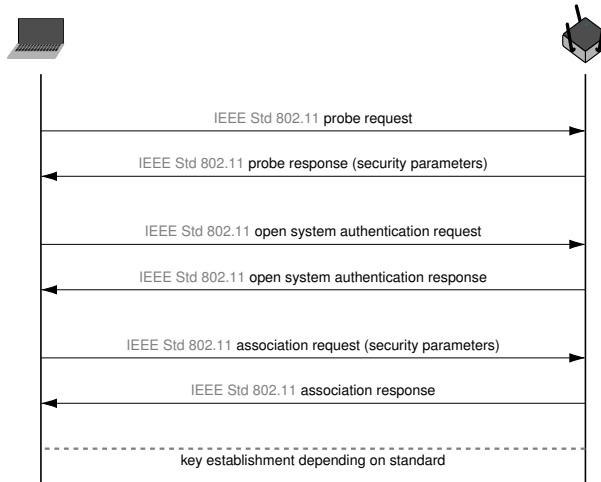 IEEE Std 802.11 probe request
IEEE Std 802.11 probe response (security parameters)
IEEE Std 802.11 open system authentication request
IEEE Std 802.11 open system authentication response
IEEE Std 802.11 association request (security parameters)
IEEE Std 802.11 association response
key establishment depending on standard